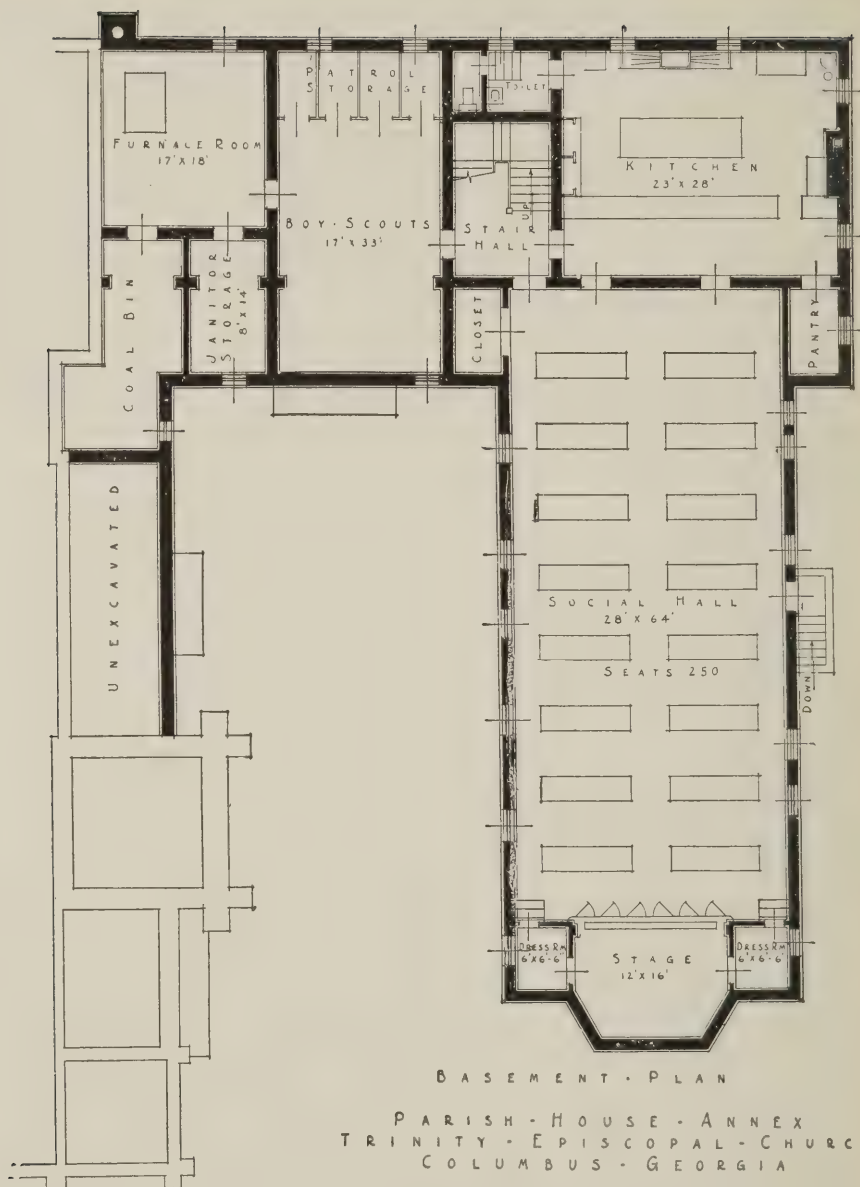 PATROL
STORAGE
TOILET
FURNACE ROOM
17' X 18'
KITCHEN
23' X 28'
BOY - SCOUTS
17' X 33'
UP
STAIR
HALL
JANITOR
STORAGE
8' X 14'
COAL BIN
CLOSET
PANTRY
UNEXCAVATED
SOCIAL HALL
28' X 64'
SEATS 250
DOWN
DRESS RM
6' X 6'-6"
STAGE
12' X 16'
DRESS RM
6' X 6'-6"
BASEMENT - PLAN
PARISH - HOUSE - ANNEX
TRINITY - EPISCOPAL - CHURC
COLUMBUS - GEORGIA